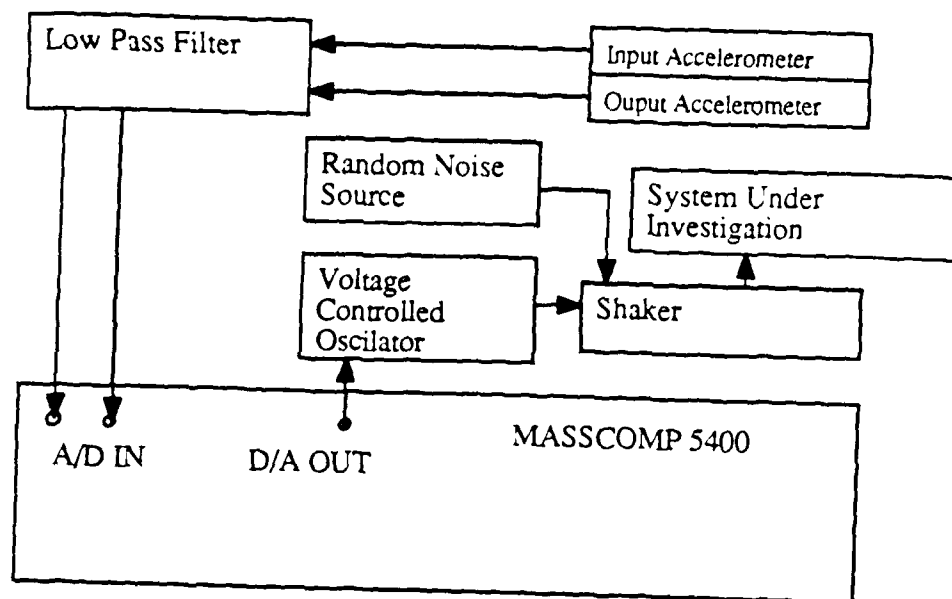 Low Pass Filter
Input Accelerometer
Ouput Accelerometer
Random Noise
Source
System Under
Investigation
Voltage
Controlled
Oscilator
Shaker
MASSCOMP 5400
A/D IN
D/A OUT